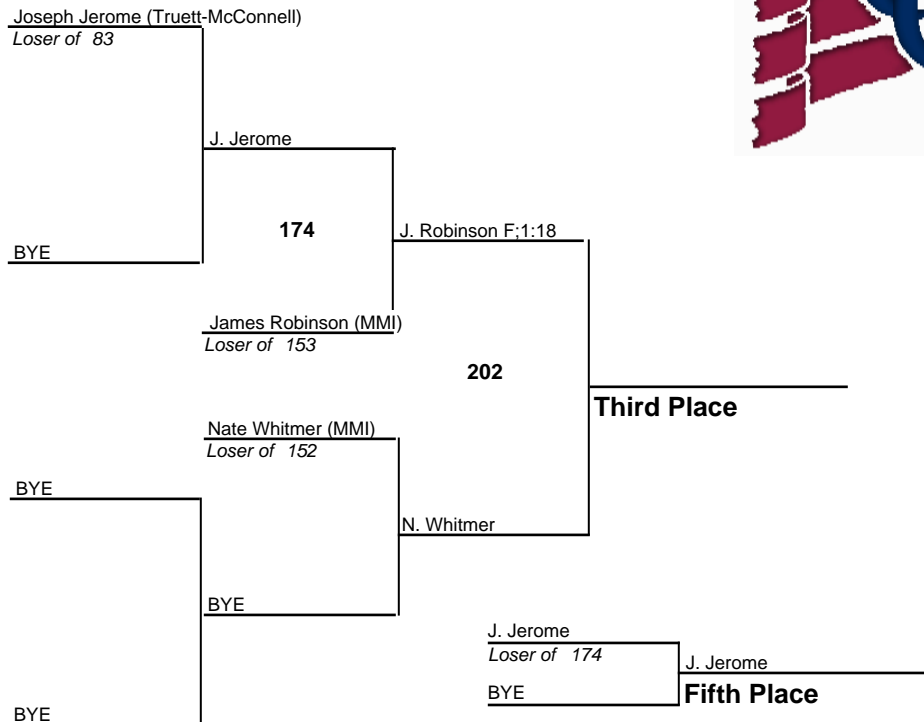 Joseph Jerome (Truett-McConnell)
Loser of 83
J. Jerome
174
J. Robinson F;1:18
BYE
James Robinson (MMI)
Loser of 153
202
Third Place
Nate Whitmer (MMI)
Loser of 152
BYE
N. Whitmer
BYE
J. Jerome
Loser of 174
J. Jerome
BYE
Fifth Place
BYE